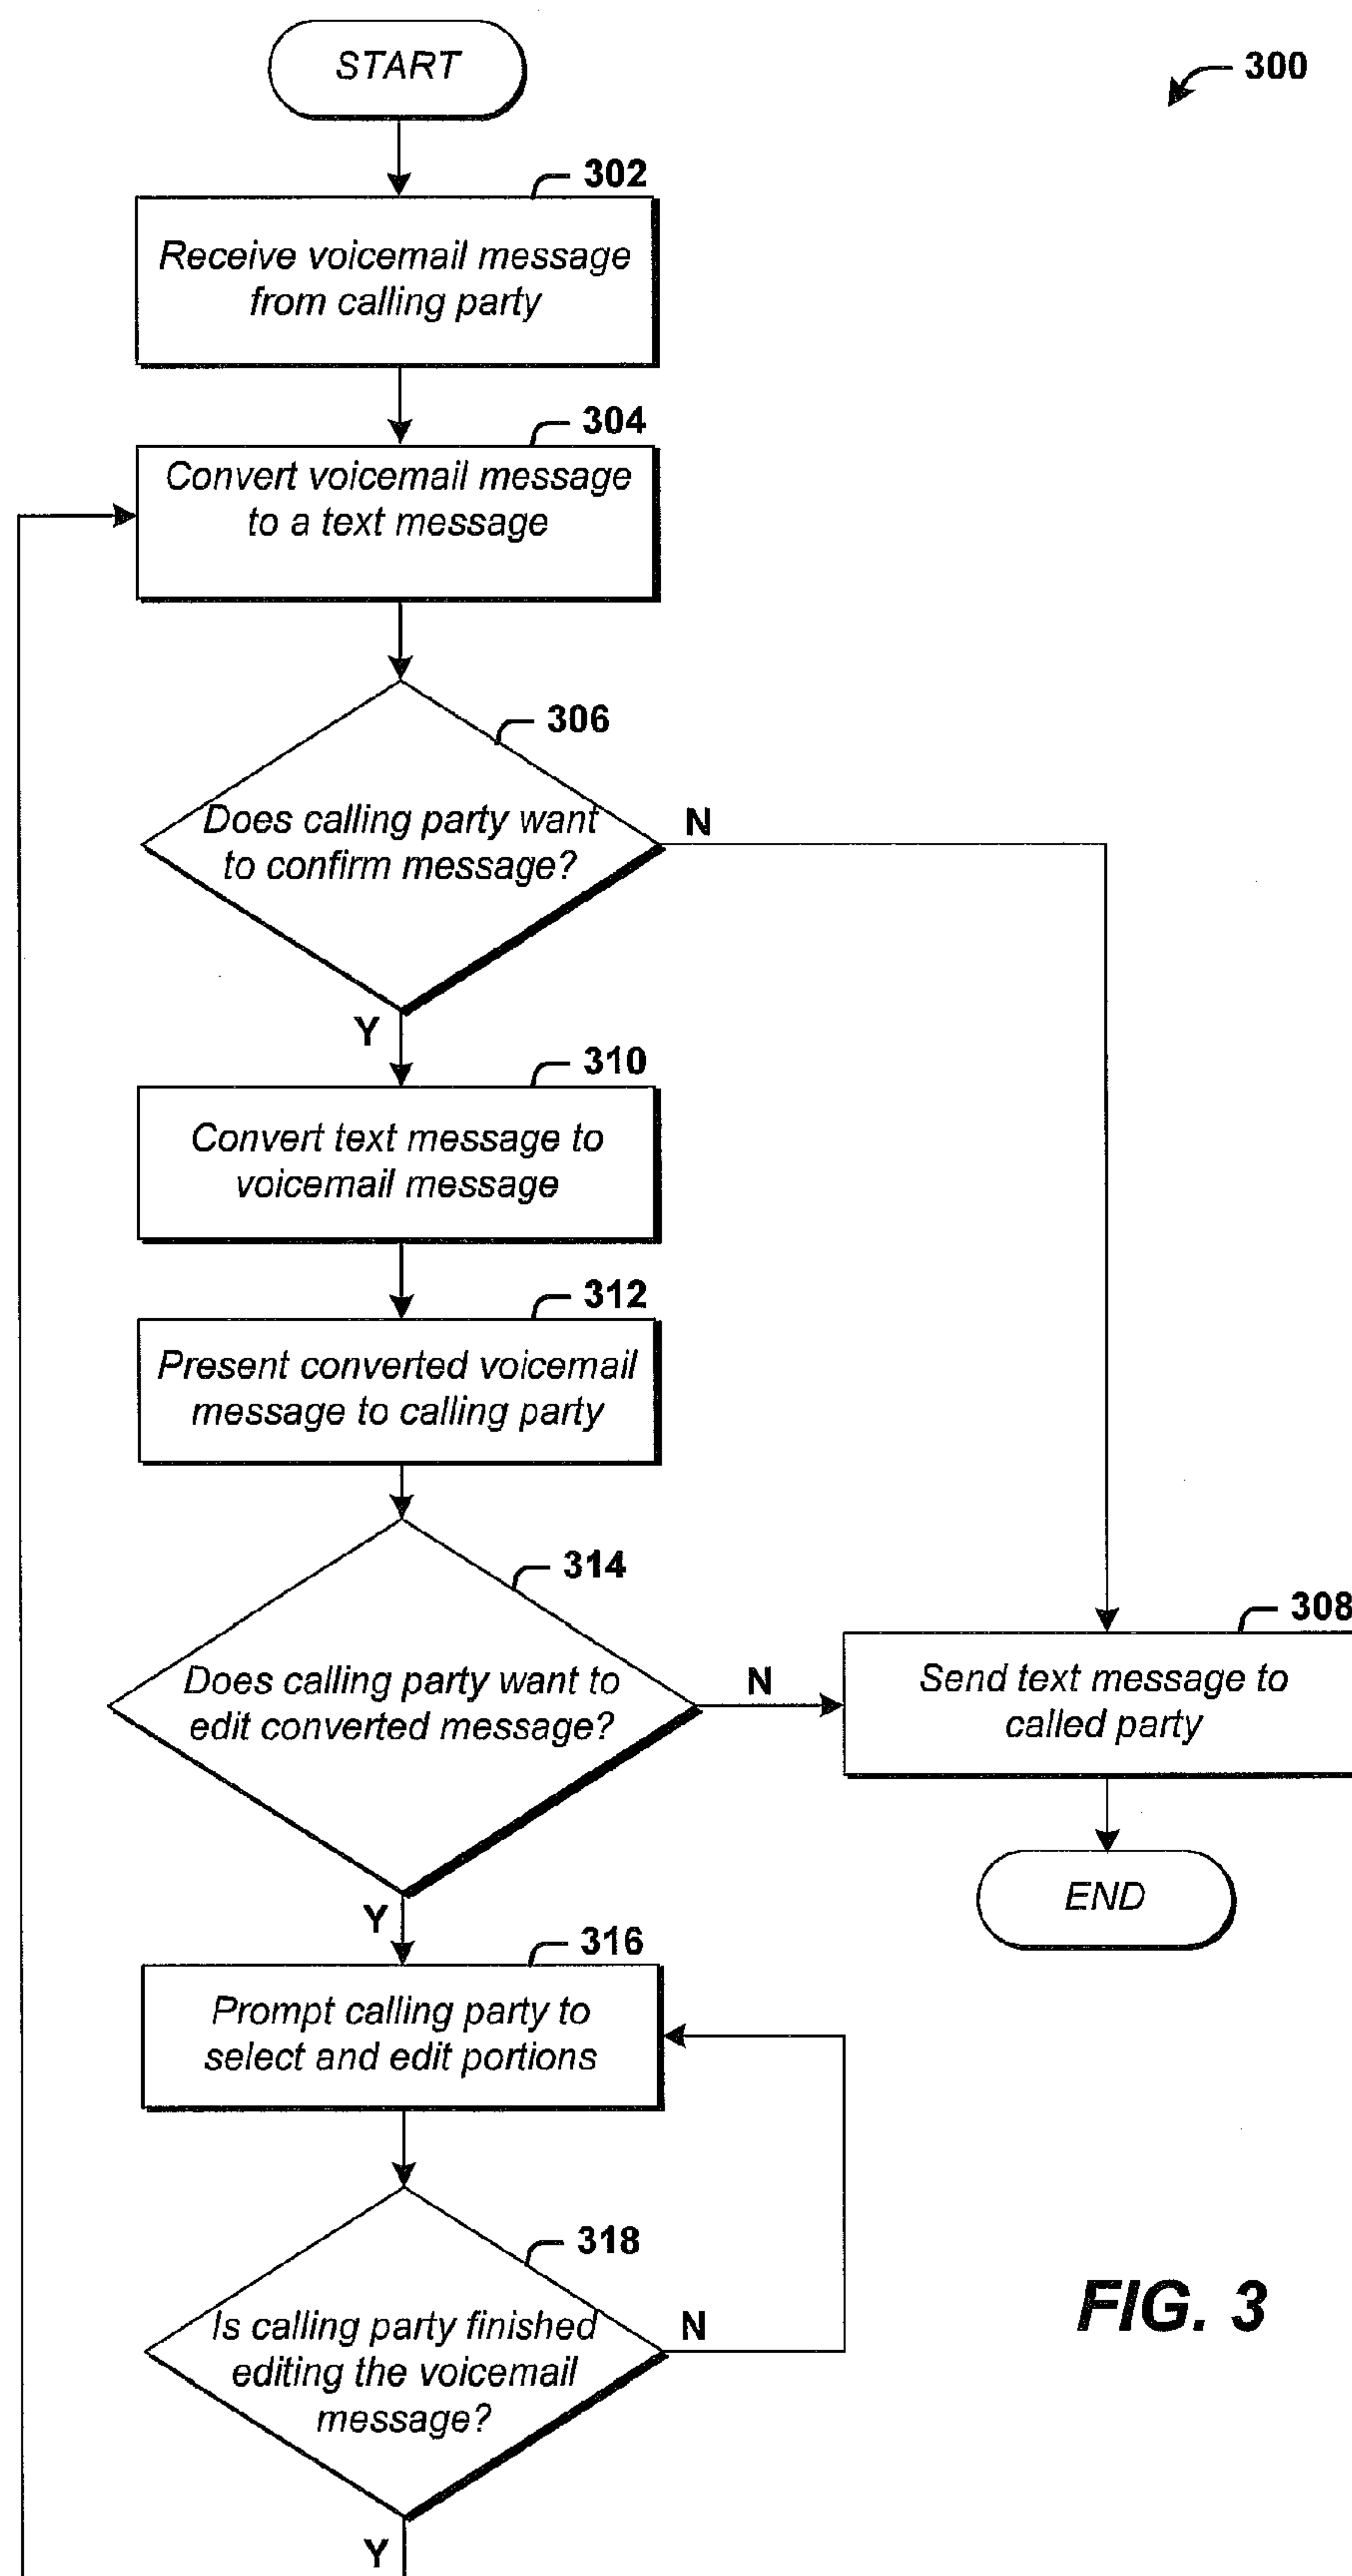 START
300
302
Receive voicemail message
from calling party
304
Convert voicemail message
to a text message
306
Does calling party want
to confirm message?
N
Y
310
Convert text message to
voicemail message
312
Present converted voicemail
message to calling party
314
Does calling party want to
edit converted message?
N
308
Send text message to
called party
END
Y
316
Prompt calling party to
select and edit portions
318
Is calling party finished
editing the voicemail
message?
N
Y
FIG. 3